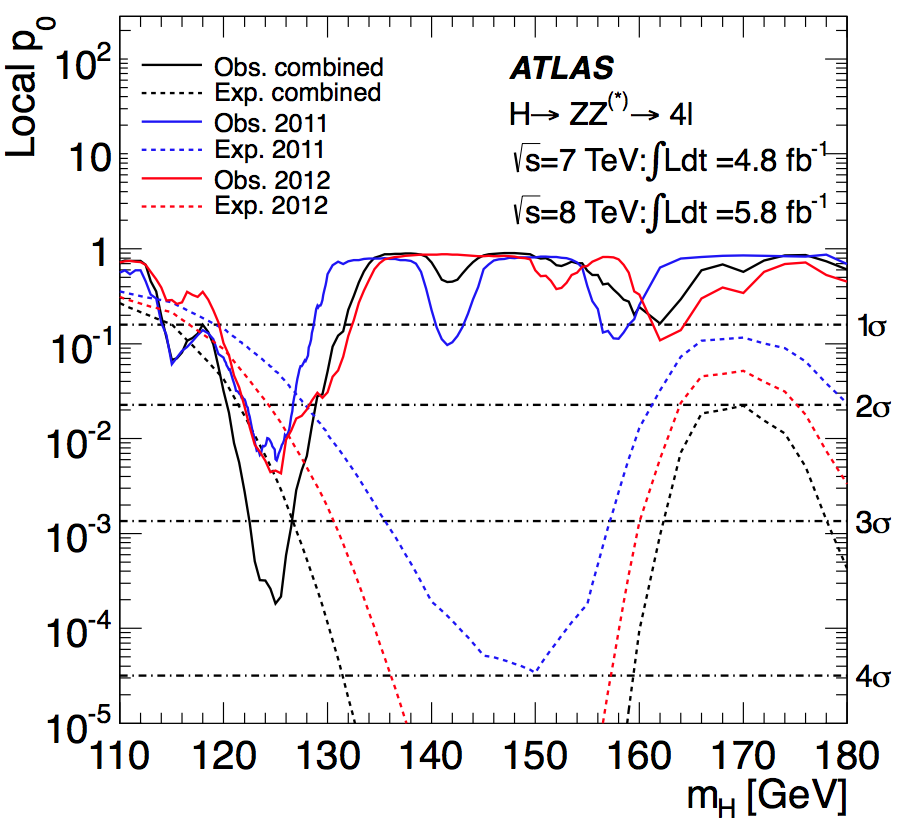 Local p₀
10²
10
1
10⁻¹
10⁻²
10⁻³
10⁻⁴
10⁻⁵
Obs. combined
Exp. combined
Obs. 2011
Exp. 2011
Obs. 2012
Exp. 2012
ATLAS
H→ ZZ⁽*⁾→ 4l
√s=7 TeV:∫Ldt =4.8 fb⁻¹
√s=8 TeV:∫Ldt =5.8 fb⁻¹
1σ
2σ
3σ
4σ
110 120 130 140 150 160 170 180
m_H [GeV]